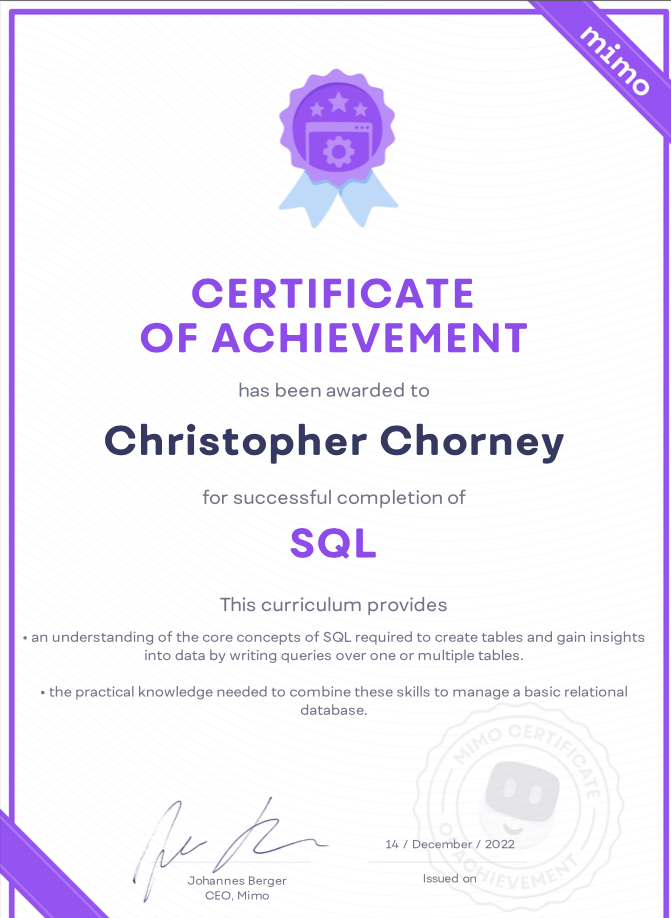 mimo
CERTIFICATE
OF ACHIEVEMENT
has been awarded to
Christopher Chorney
for successful completion of
SQL
This curriculum provides
• an understanding of the core concepts of SQL required to create tables and gain insights
into data by writing queries over one or multiple tables.
• the practical knowledge needed to combine these skills to manage a basic relational
database.
MIMO CERTIFICATE
OF ACHIEVEMENT
14 / December / 2022
Issued on
Johannes Berger
CEO, Mimo